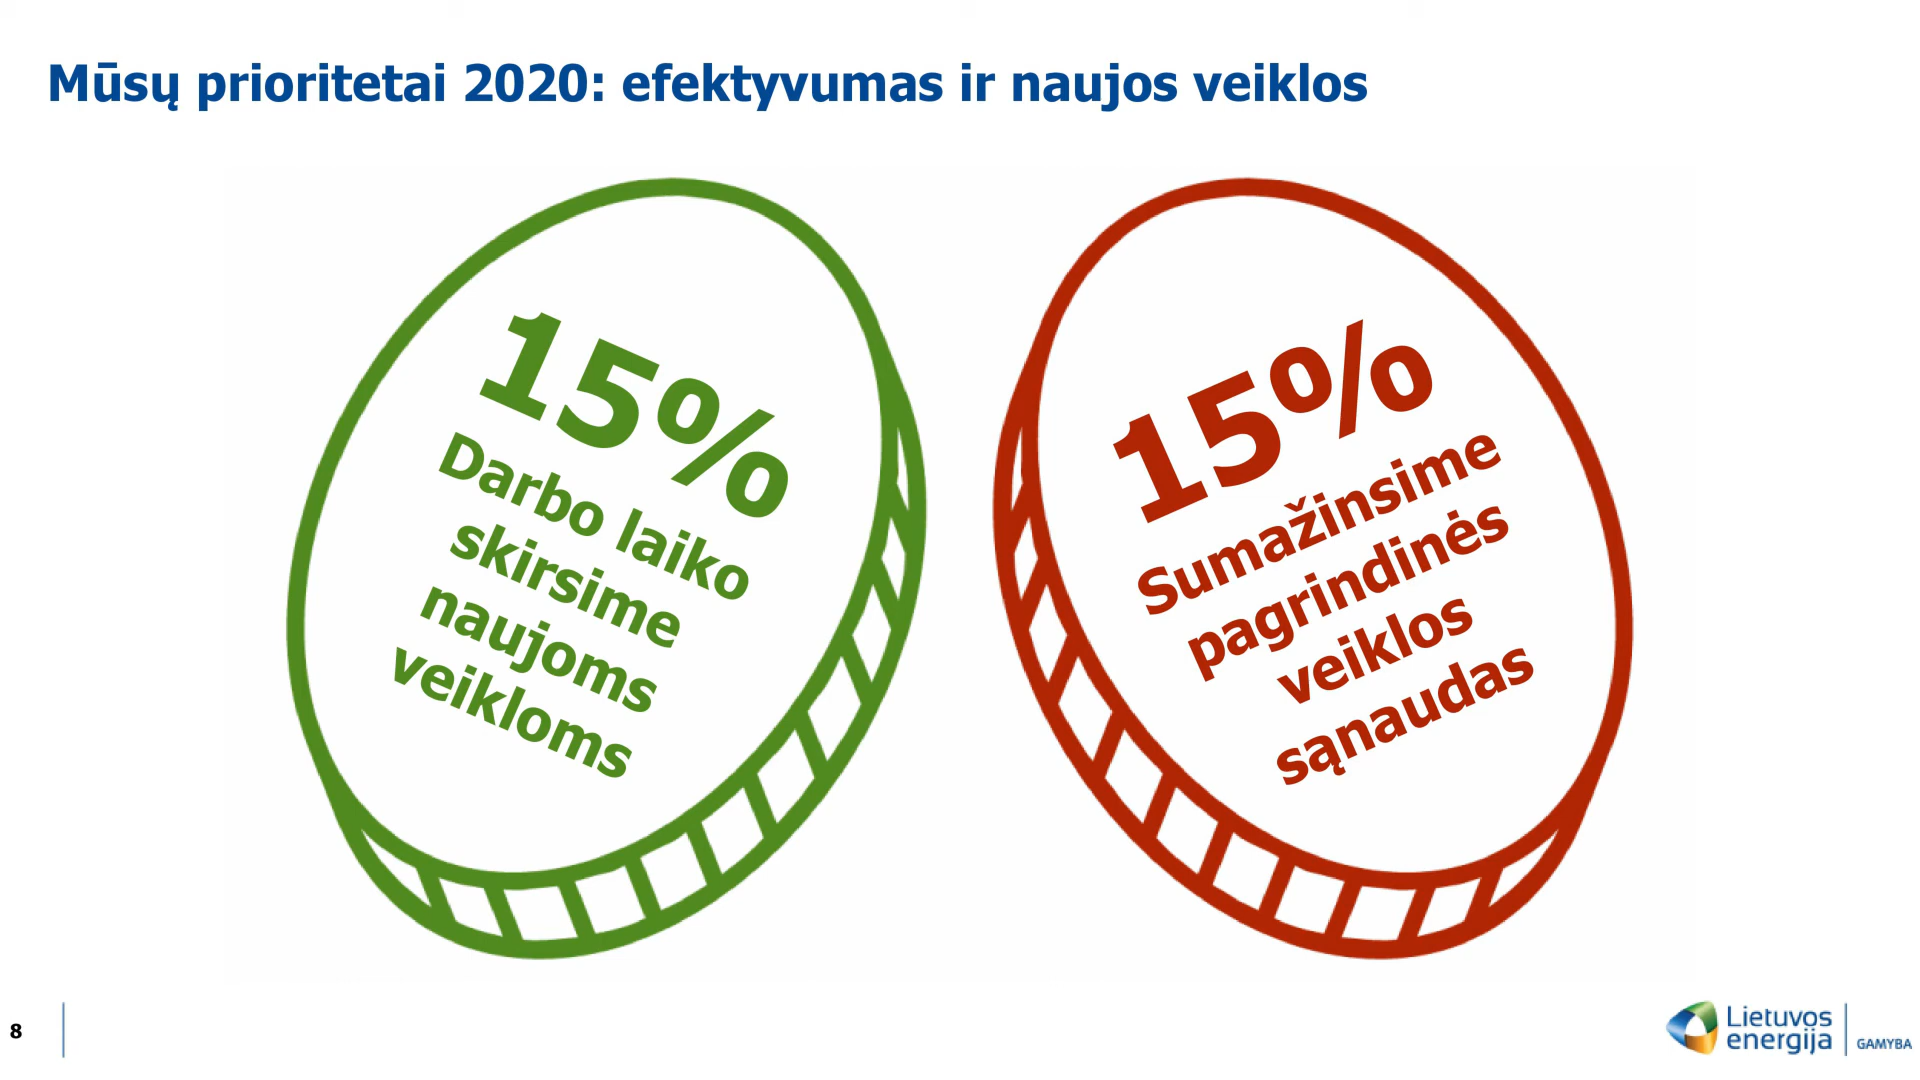 Mūsų prioritetai 2020: efektyvumas ir naujos veiklos
15%
Darbo laiko
skirsime
naujoms
veikloms
15%
Sumažinsime
pagrindinės
veiklos
sąnaudas
8
Lietuvos
energija
GAMYBA